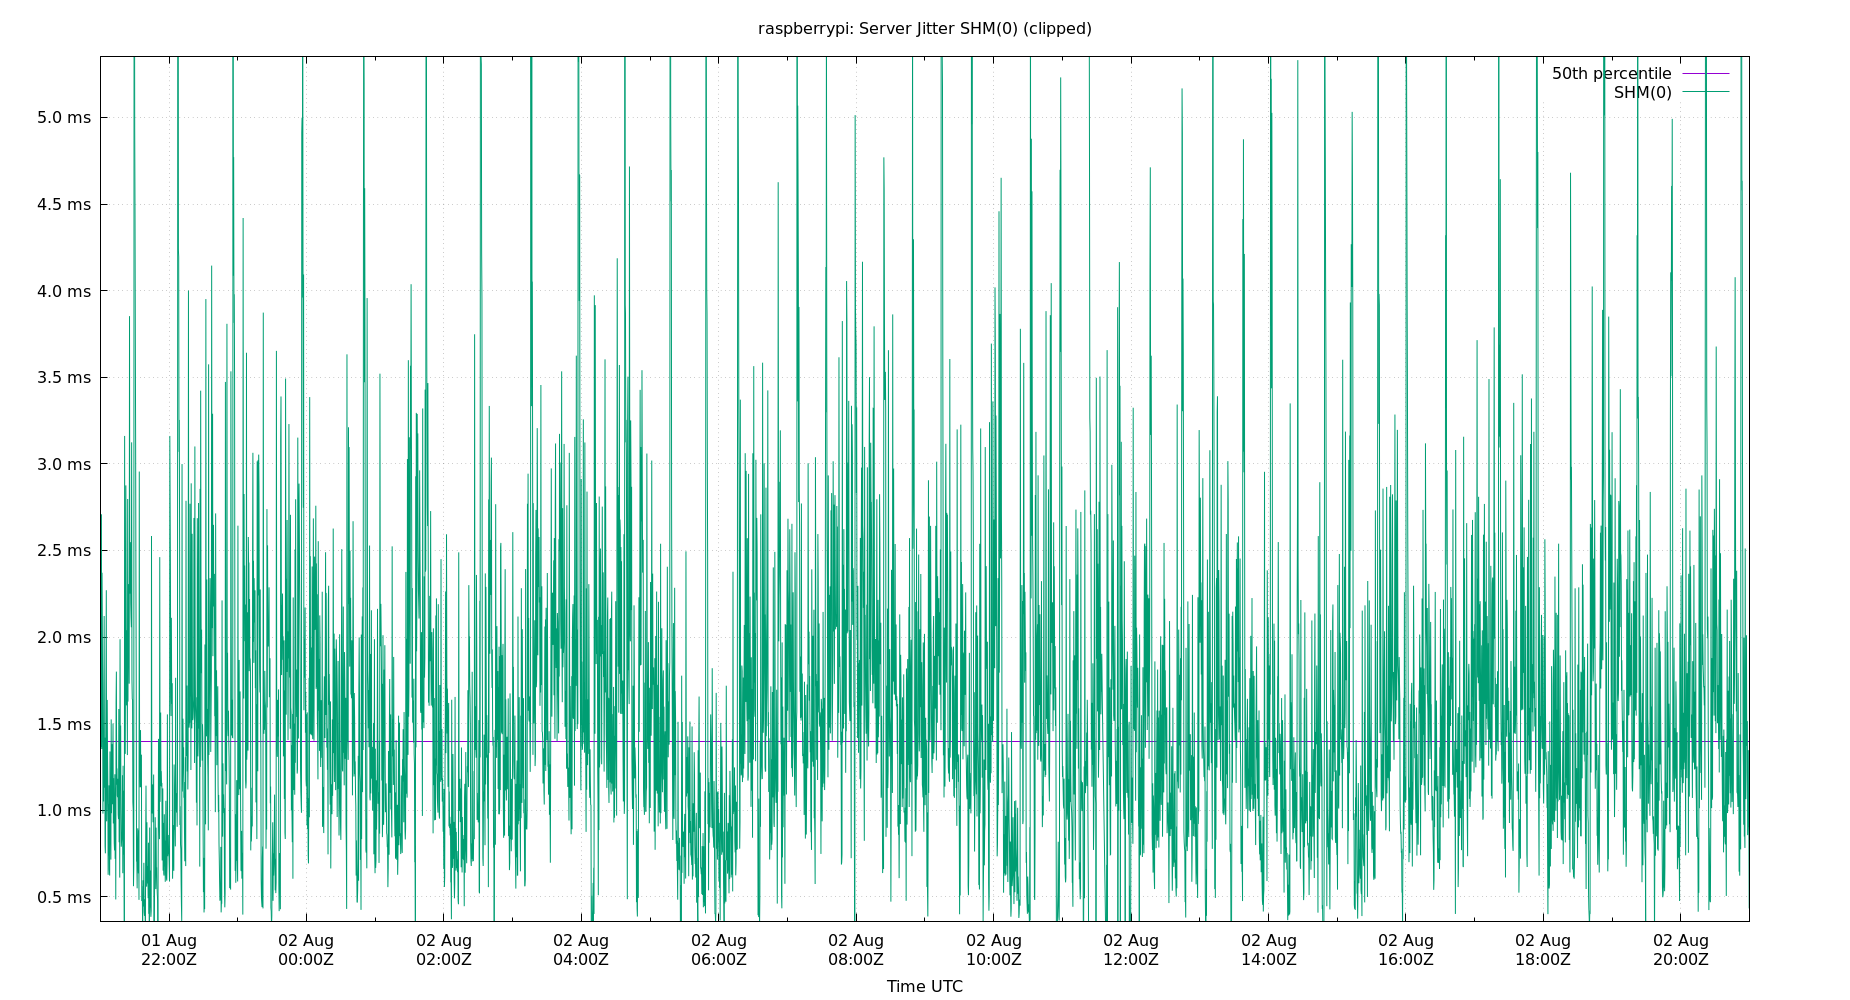 raspberrypi: Server Jitter SHM(0) (clipped)
50th percentile
SHM(0)
5.0 ms
4.5 ms
4.0 ms
3.5 ms
3.0 ms
2.5 ms
2.0 ms
1.5 ms
1.0 ms
0.5 ms
01 Aug 02 Aug 02 Aug 02 Aug 02 Aug 02 Aug 02 Aug 02 Aug 02 Aug 02 Aug 02 Aug 02 Aug
22:00Z 00:00Z 02:00Z 04:00Z 06:00Z 08:00Z 10:00Z 12:00Z 14:00Z 16:00Z 18:00Z 20:00Z
Time UTC